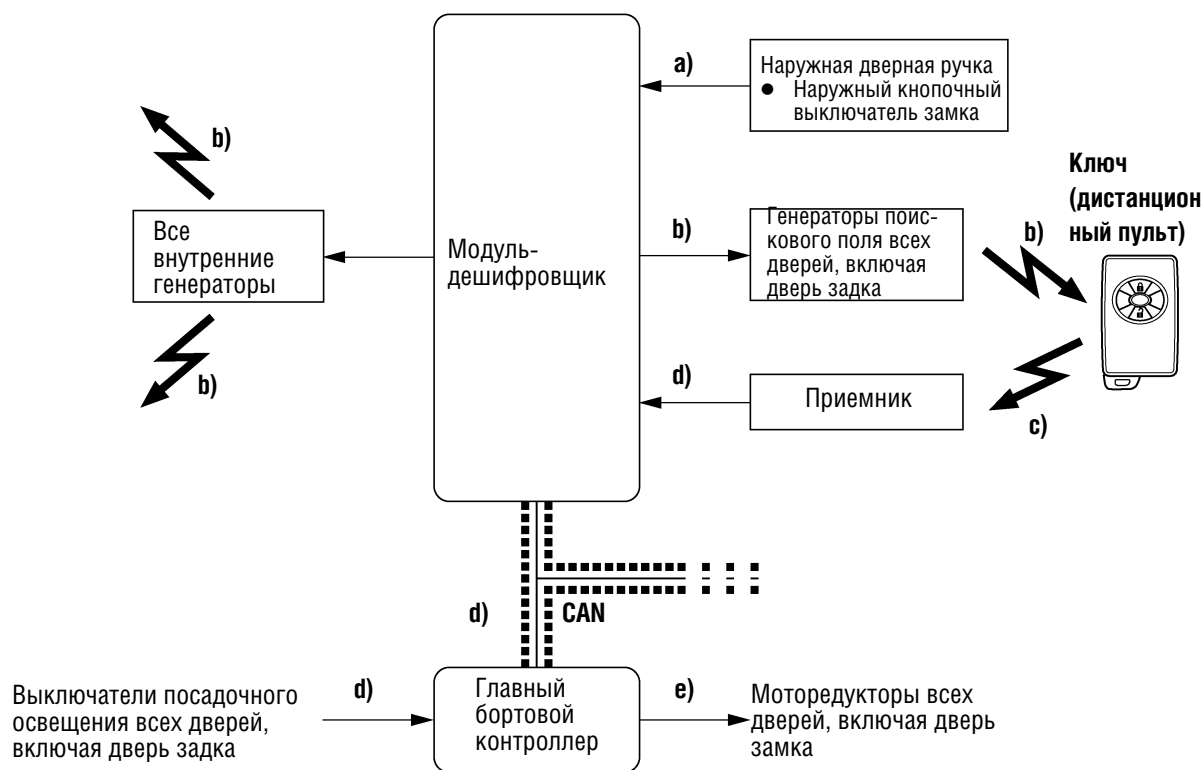 a)
Наружная дверная ручка
● Наружный кнопочный
выключатель замка
b)
Все
внутренние
генераторы
b)
Модуль-
дешифровщик
b)
Генераторы поис-
кового поля всех
дверей, включая
дверь задка
b)
Ключ
(дистанцион
ный пульт)
d)
Приемник
c)
d)
CAN
Выключатели посадочного
освещения всех дверей,
включая дверь задка
d)
Главный
бортовой
контроллер
e)
Моторедукторы всех
дверей, включая дверь
замка